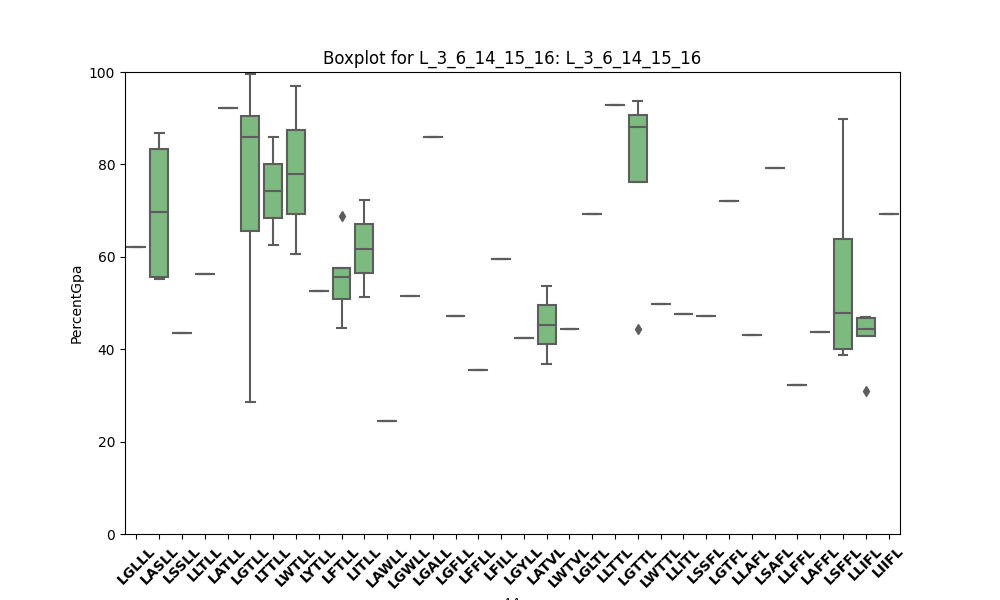 Boxplot for L_3_6_14_15_16: L_3_6_14_15_16
PercentGpa
100
80
60
40
20
0
LGLLL
LASLL
LSSLL
LLTLL
LATLL
LGTLL
LTTLL
LWTLL
LYTLL
LFTLL
LITLL
LAWLL
LGWLL
LGALL
LGFLL
LFFLL
LFILL
LGYLL
LATVL
LWTVL
LGLTL
LLTTL
LGTTL
LWTTL
LLITL
LSSFL
LGTFL
LLAFL
LSAFL
LLFFL
LAFFL
LSFFL
LLIFL
LIIFL